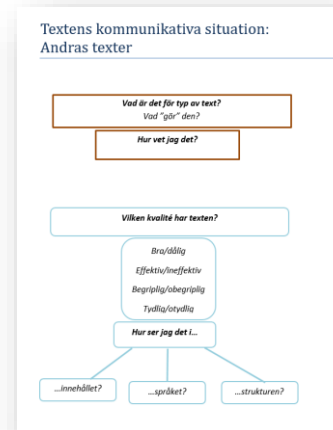 Textens kommunikativa situation:
Andras texter
Vad är det för typ av text?
Vad "gör" den?
Hur vet jag det?
Vilken kvalité har texten?
Bra/dålig
Effektiv/ineffektiv
Begriplig/obegriplig
Tydlig/otydlig
Hur ser jag det i...
...innehållet?
...språket?
...strukturen?